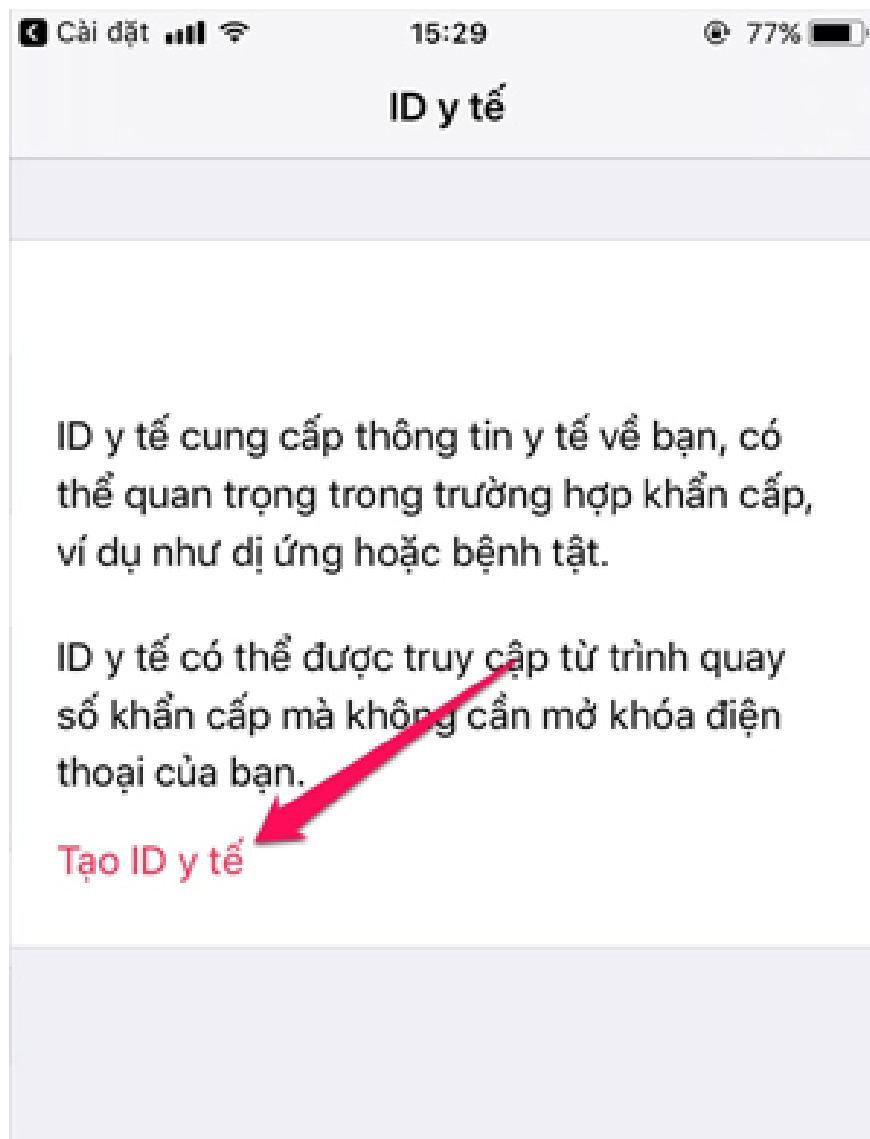 Cài đặt 15:29 77%
ID y tế
ID y tế cung cấp thông tin y tế về bạn, có
thể quan trọng trong trường hợp khẩn cấp,
ví dụ như dị ứng hoặc bệnh tật.
ID y tế có thể được truy cập từ trình quay
số khẩn cấp mà không cần mở khóa điện
thoại của bạn.
Tạo ID y tế